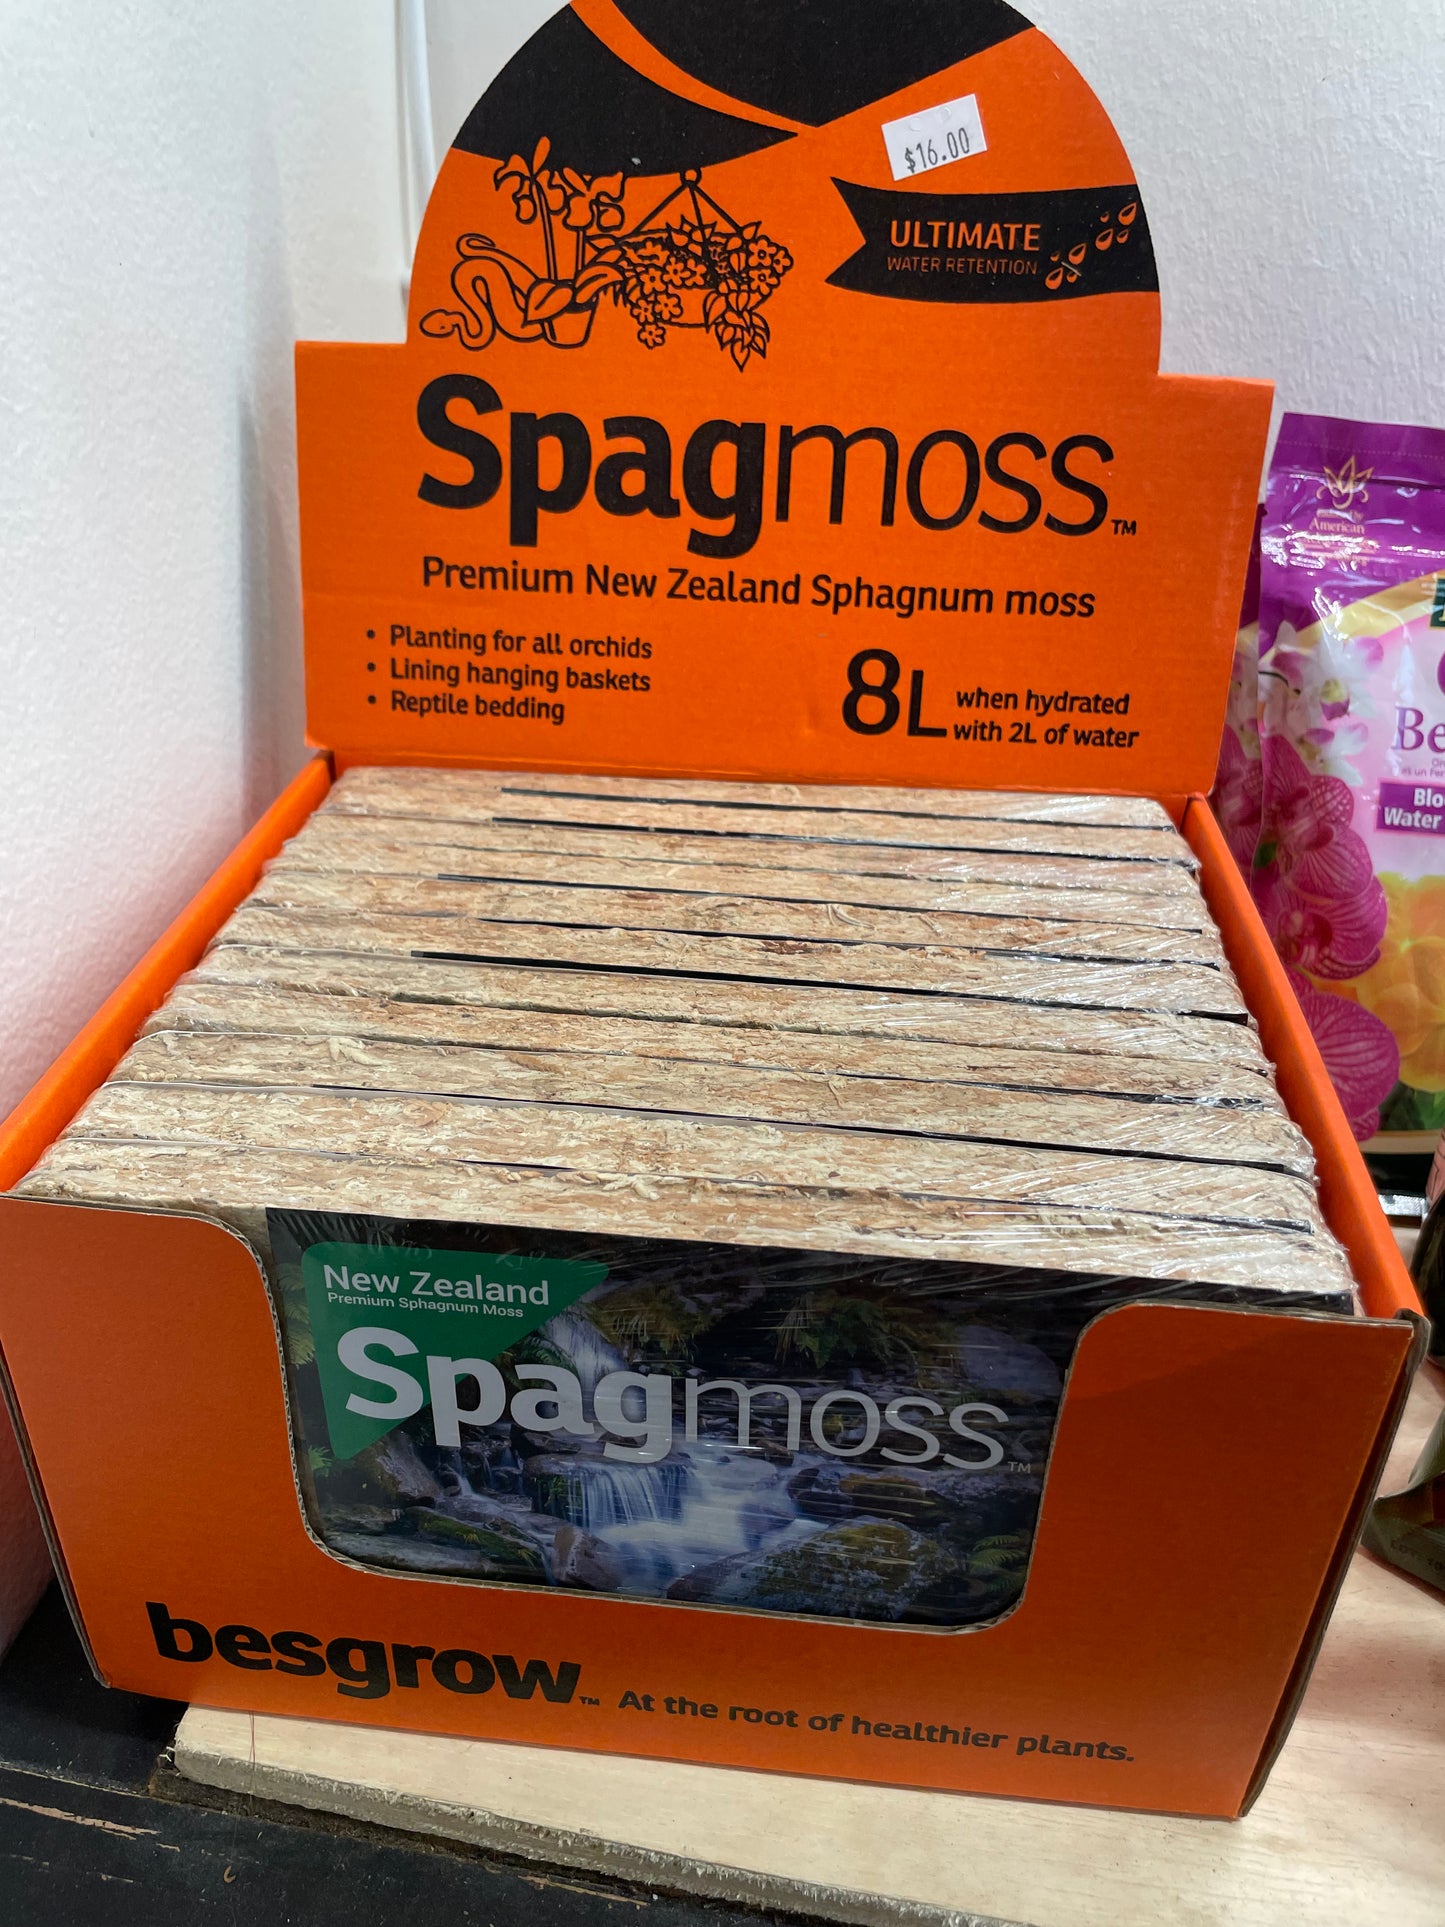 $16.00
ULTIMATE
WATER RETENTION
Spagmoss™
Premium New Zealand Sphagnum moss
• Planting for all orchids
• Lining hanging baskets
• Reptile bedding
8L when hydrated
with 2L of water
American
Be
Blo
Water
New Zealand
Premium Sphagnum Moss
Spagmoss™
besgrow™ At the root of healthier plants.